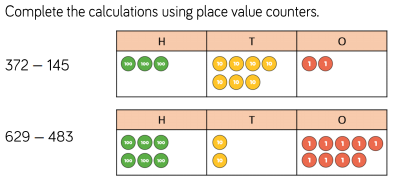 Complete the calculations using place value counters.
H T O
372 – 145
100 100 100 10 10 10 10 1 1
10 10 10
H T O
629 – 483
100 100 100 10 1 1 1 1 1
100 100 100 10 1 1 1 1